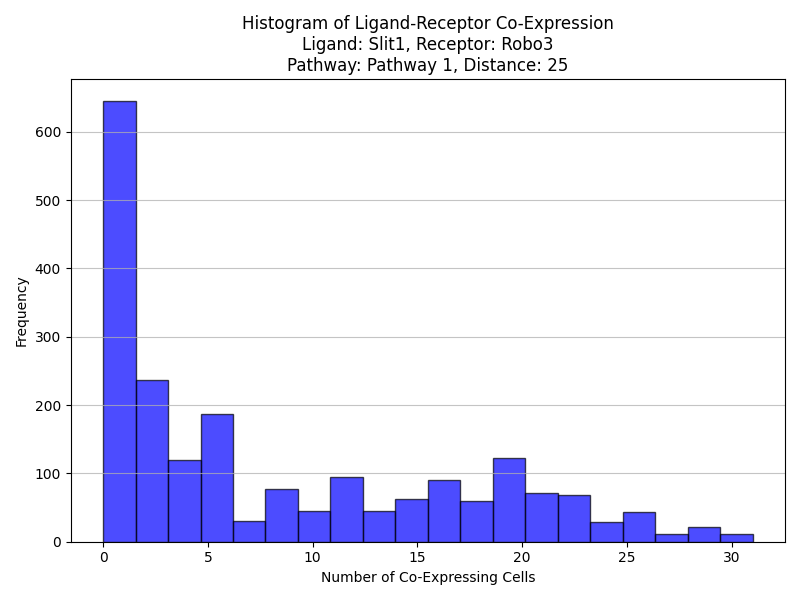 Histogram of Ligand-Receptor Co-Expression
Ligand: Slit1, Receptor: Robo3
Pathway: Pathway 1, Distance: 25
600
500
400
300
200
100
0
Frequency
0 5 10 15 20 25 30
Number of Co-Expressing Cells